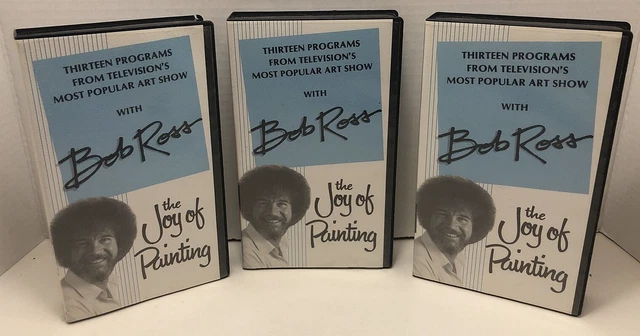 THIRTEEN PROGRAMS
FROM TELEVISION'S
MOST POPULAR ART SHOW
WITH
Bob Ross
the
Joy of
Painting
THIRTEEN PROGRAMS
FROM TELEVISION'S
MOST POPULAR ART SHOW
WITH
Bob Ross
the
Joy of
Painting
THIRTEEN PROGRAMS
FROM TELEVISION'S
MOST POPULAR ART SHOW
WITH
Bob Ross
the
Joy of
Painting